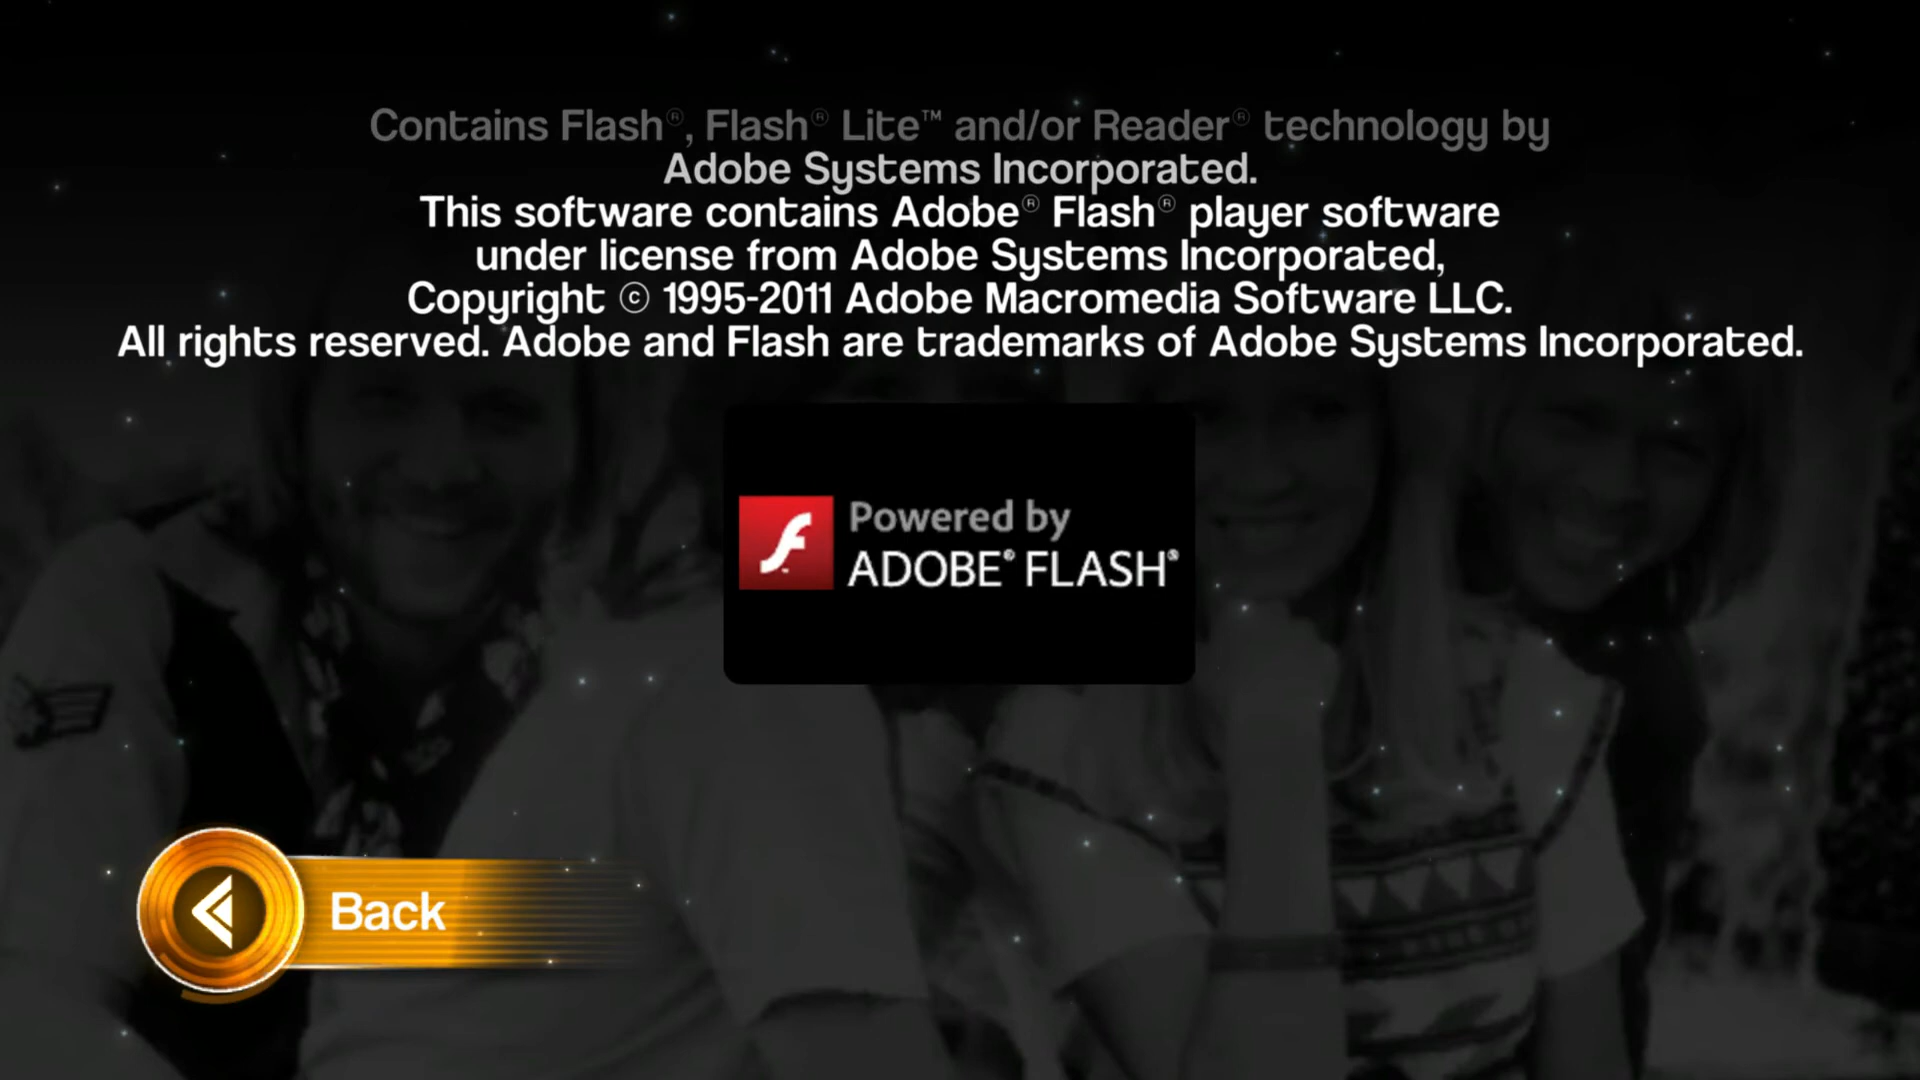 Contains Flash®, Flash® Lite™ and/or Reader® technology by
Adobe Systems Incorporated.
This software contains Adobe® Flash® player software
under license from Adobe Systems Incorporated,
Copyright © 1995-2011 Adobe Macromedia Software LLC.
All rights reserved. Adobe and Flash are trademarks of Adobe Systems Incorporated.
Powered by
ADOBE® FLASH®
Back